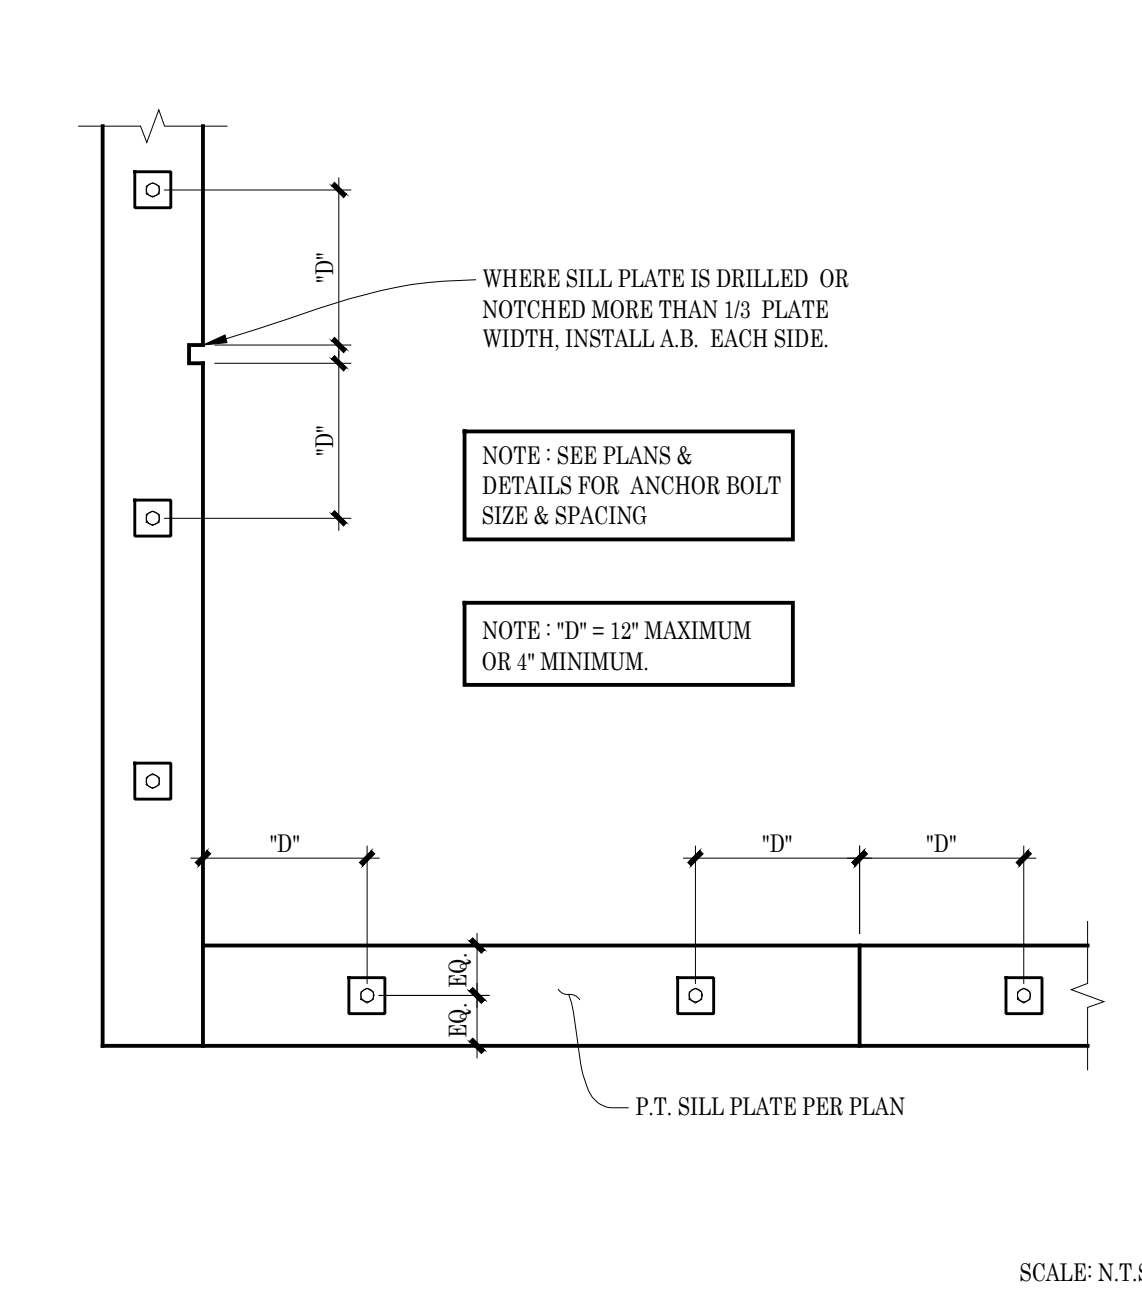 "D"
WHERE SILL PLATE IS DRILLED OR
NOTCHED MORE THAN 1/3 PLATE
WIDTH, INSTALL A.B. EACH SIDE.
"D"
NOTE : SEE PLANS &
DETAILS FOR ANCHOR BOLT
SIZE & SPACING
NOTE : "D" = 12" MAXIMUM
OR 4" MINIMUM.
"D"
"D"
"D"
EQ.
EQ.
P.T. SILL PLATE PER PLAN
SCALE: N.T.S